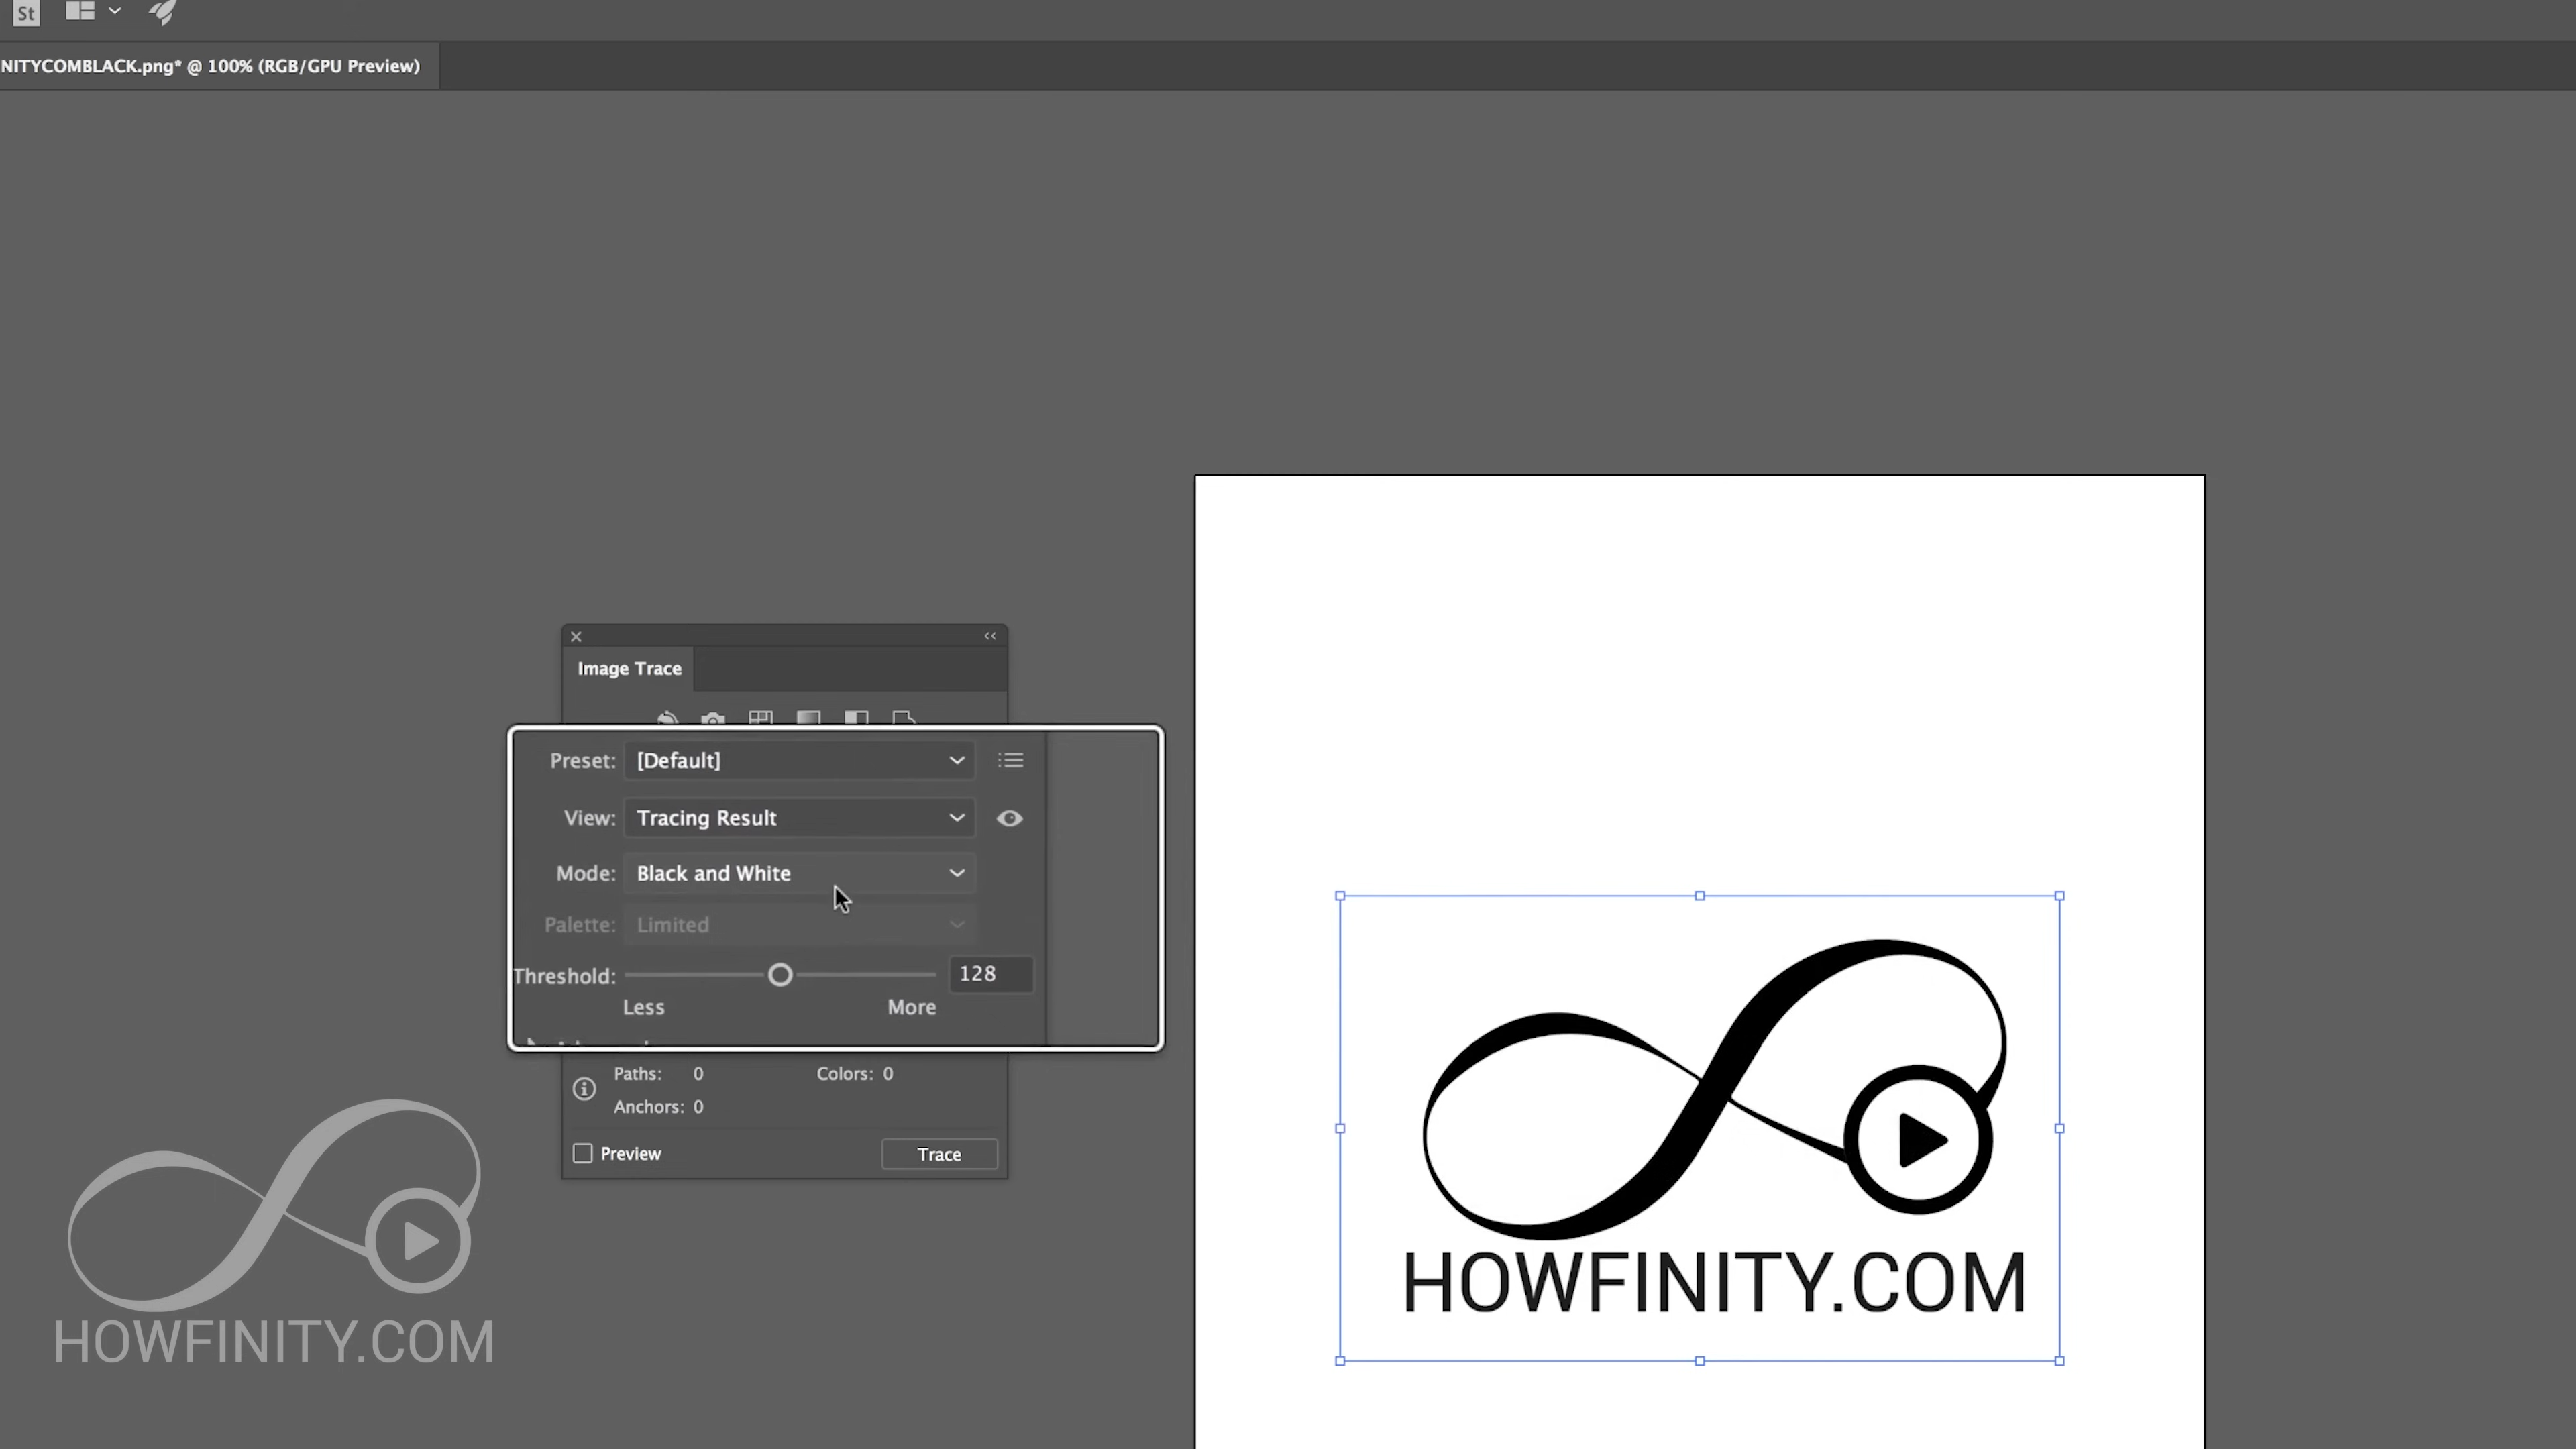 St
NITYCOMBLACK.png* @ 100% (RGB/GPU Preview)
Image Trace
Preset: [Default]
View: Tracing Result
Mode: Black and White
Palette: Limited
Threshold: 128
Less More
Paths: 0 Colors: 0
Anchors: 0
Preview Trace
HOWFINITY.COM
HOWFINITY.COM